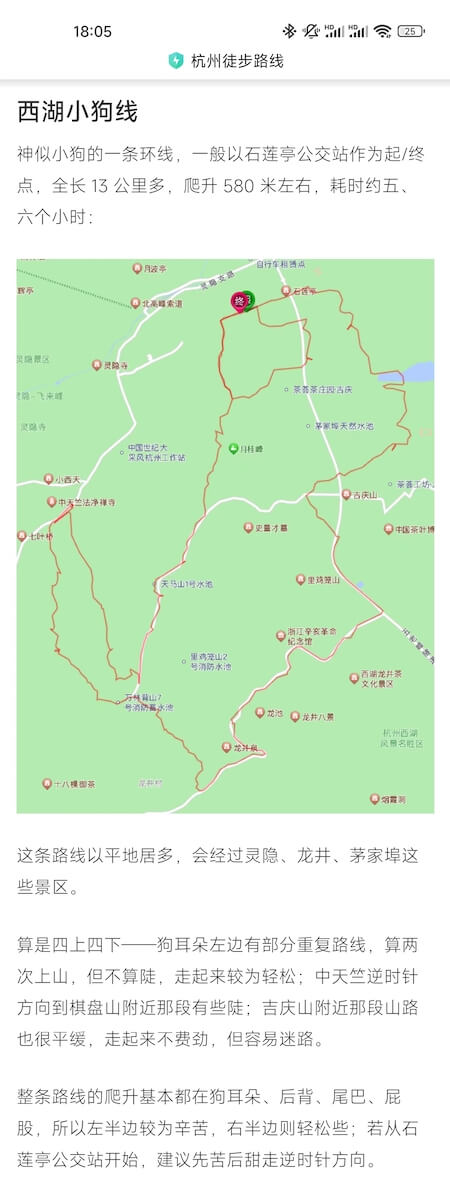 18:05
HD HD 25
杭州徒步路线
西湖小狗线
神似小狗的一条环线，一般以石莲亭公交站作为起/终
点，全长 13 公里多，爬升 580 米左右，耗时约五、
六个小时：
月波亭
灵隐支路
自行车租赁点
北高峰索道
终
石莲亭
灵隐景区
灵隐寺
灵隐-飞来峰
茶荟茶庄园·古庆
灵隐寺
茅家埠天然水池
中国世纪大
采风杭州工作站
月桂峰
小西天
茶荟工坊
中天竺法净禅寺
吉庆山
七叶桥
史量才墓
中国茶叶博
天马山1号水池
里鸡笼山
浙江辛亥革命
纪念馆
里鸡笼山2
号消防水池
西湖龙井茶
文化景区
号消防蓄水池
龙池
龙井八景
杭州西湖
风景名胜区
龙井泉
十八棵御茶
龙井村
烟霞洞
这条路线以平地居多，会经过灵隐、龙井、茅家埠这
些景区。
算是四上四下——狗耳朵左边有部分重复路线，算两
次上山，但不算陡，走起来较为轻松；中天竺逆时针
方向到棋盘山附近那段有些陡；吉庆山附近那段山路
也很平缓，走起来不费劲，但容易迷路。
整条路线的爬升基本都在狗耳朵、后背、尾巴、屁
股，所以左半边较为辛苦，右半边则轻松些；若从石
莲亭公交站开始，建议先苦后甜走逆时针方向。